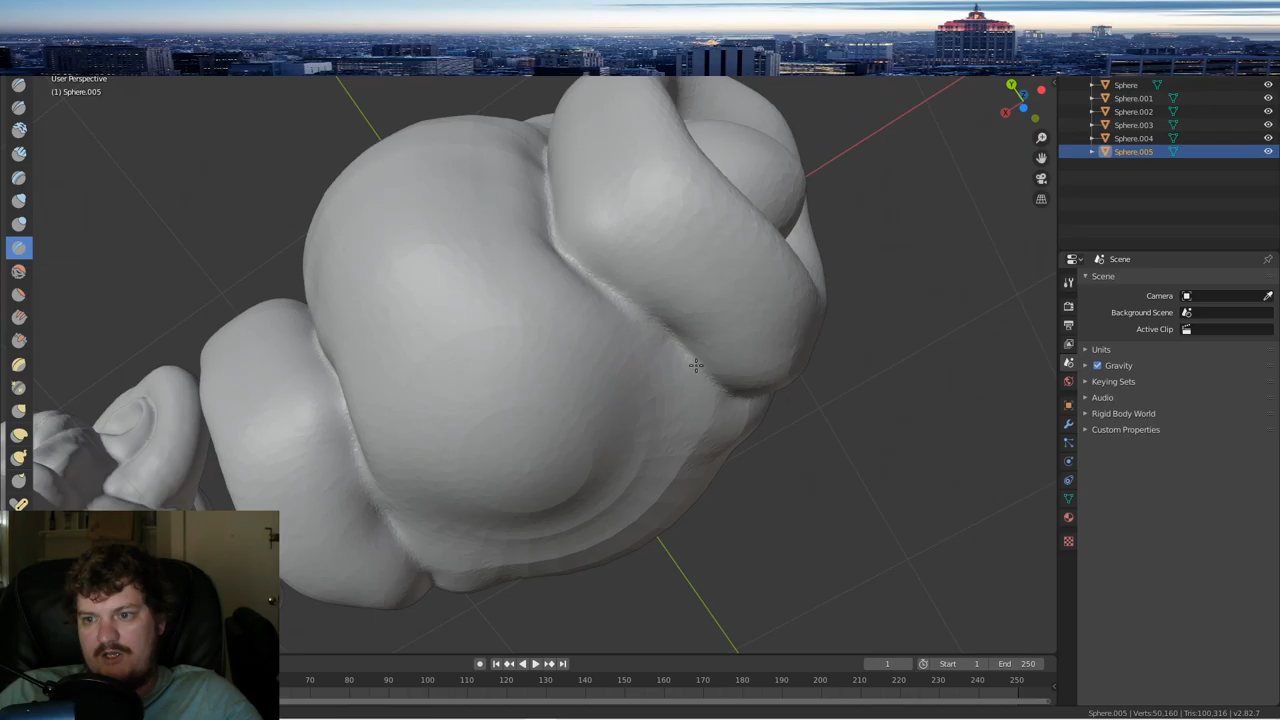 User Perspective
(1) Sphere.005
Y
Z
X
Sphere
Sphere.001
Sphere.002
Sphere.003
Sphere.004
Sphere.005
Scene
Scene
Camera
Background Scene
Active Clip
Units
Gravity
Keying Sets
Audio
Rigid Body World
Custom Properties
1
Start 1
End 250
70 80 90 100 110 120 130 140 150 160 170 180 190 200 210 220 230 240 250
Sphere.005 | Verts:50,160 | Tris:100,316 | v2.82.7